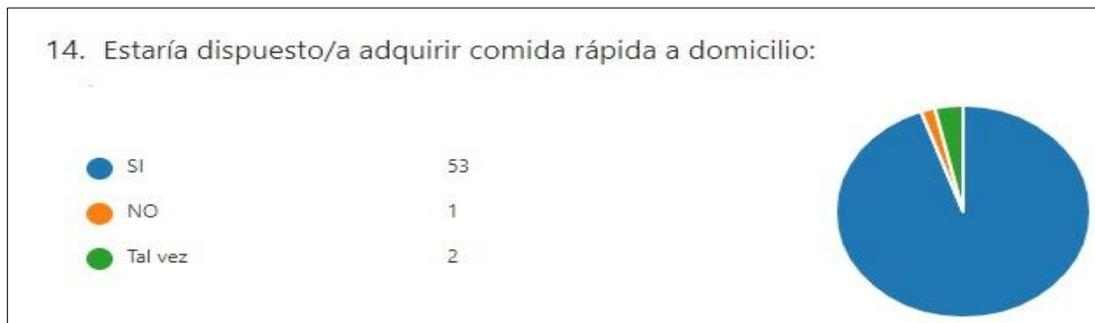 14. Estaría dispuesto/a adquirir comida rápida a domicilio:
SI 53
NO 1
Tal vez 2